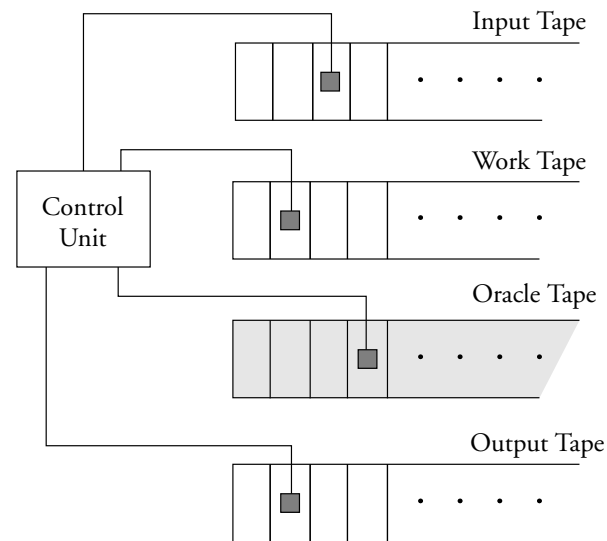 Input Tape
Work Tape
Control
Unit
Oracle Tape
Output Tape